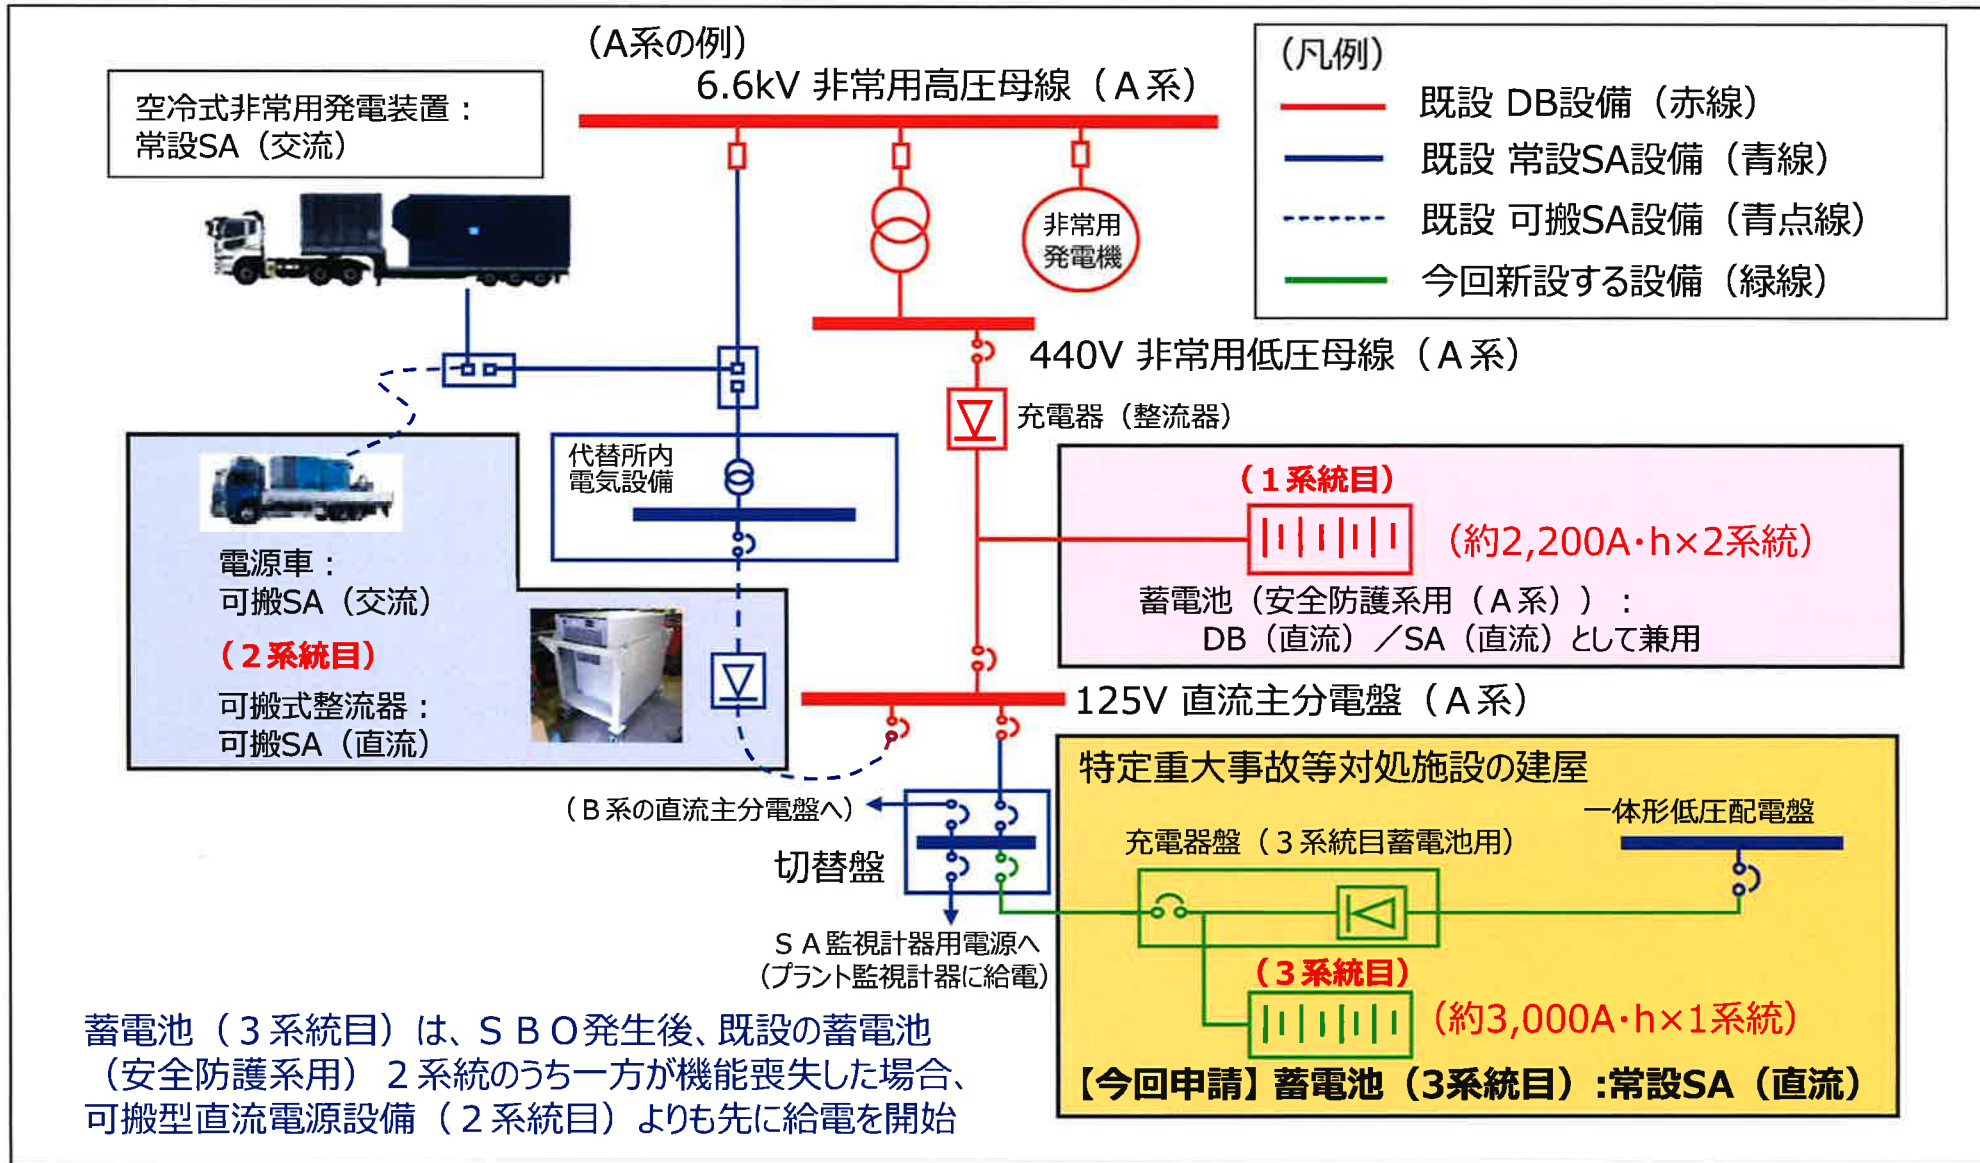 （A系の例）
6.6kV 非常用高圧母線（Ａ系）
空冷式非常用発電装置：
常設SA（交流）
（凡例）
既設 DB設備（赤線）
既設 常設SA設備（青線）
既設 可搬SA設備（青点線）
今回新設する設備（緑線）
非常用
発電機
440V 非常用低圧母線（Ａ系）
充電器（整流器）
代替所内
電気設備
電源車：
可搬SA（交流）
（２系統目）
可搬式整流器：
可搬SA（直流）
（１系統目）
（約2,200A･h×2系統）
蓄電池（安全防護系用（Ａ系））：
DB（直流）／SA（直流）として兼用
125V 直流主分電盤（Ａ系）
（Ｂ系の直流主分電盤へ）
切替盤
ＳＡ監視計器用電源へ
（プラント監視計器に給電）
特定重大事故等対処施設の建屋
一体形低圧配電盤
充電器盤（３系統目蓄電池用）
（３系統目）
（約3,000A･h×1系統）
【今回申請】蓄電池（3系統目）:常設SA（直流）
蓄電池（３系統目）は、ＳＢＯ発生後、既設の蓄電池
（安全防護系用）２系統のうち一方が機能喪失した場合、
可搬型直流電源設備（２系統目）よりも先に給電を開始